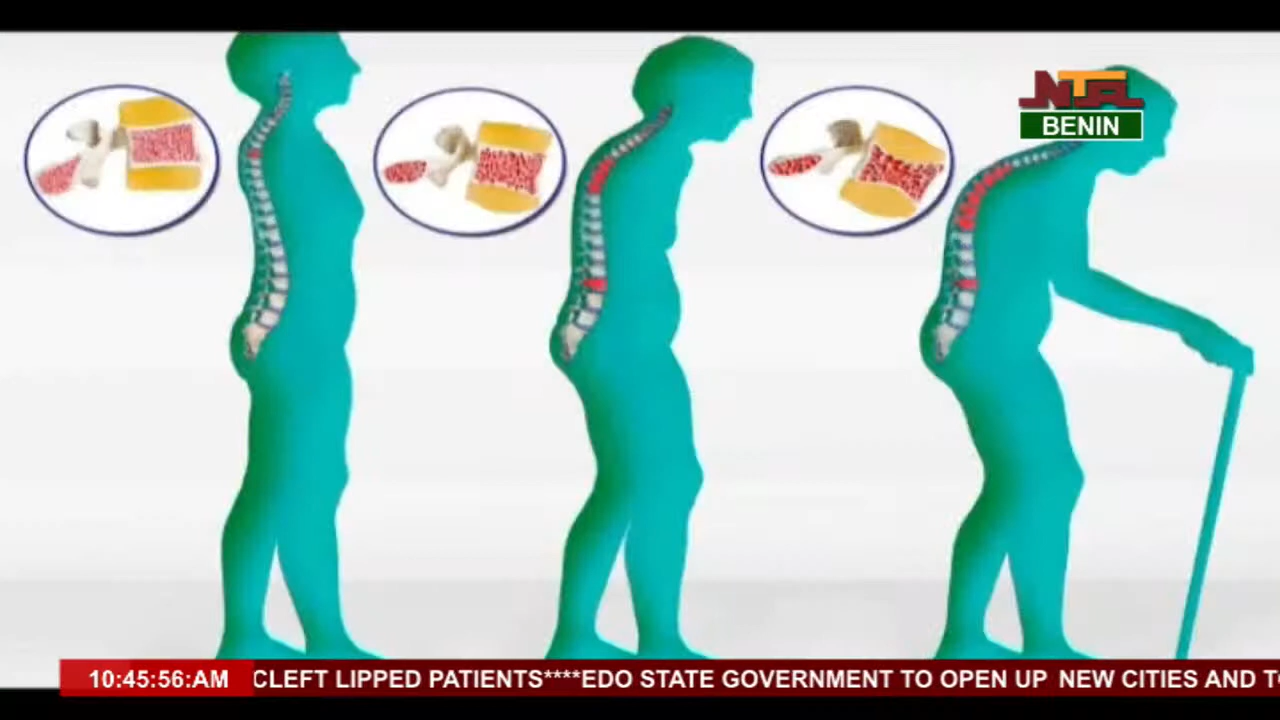 NTA
BENIN
10:45:56:AM CLEFT LIPPED PATIENTS****EDO STATE GOVERNMENT TO OPEN UP NEW CITIES AND